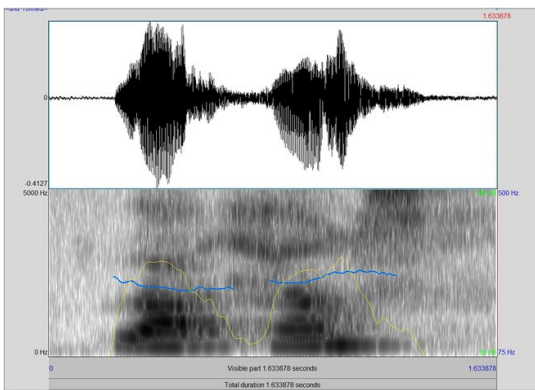 1.633878
0
-0.4127
5000 Hz
500 Hz
0 Hz
75 Hz
0
Visible part 1.633878 seconds
1.633878
Total duration 1.633878 seconds